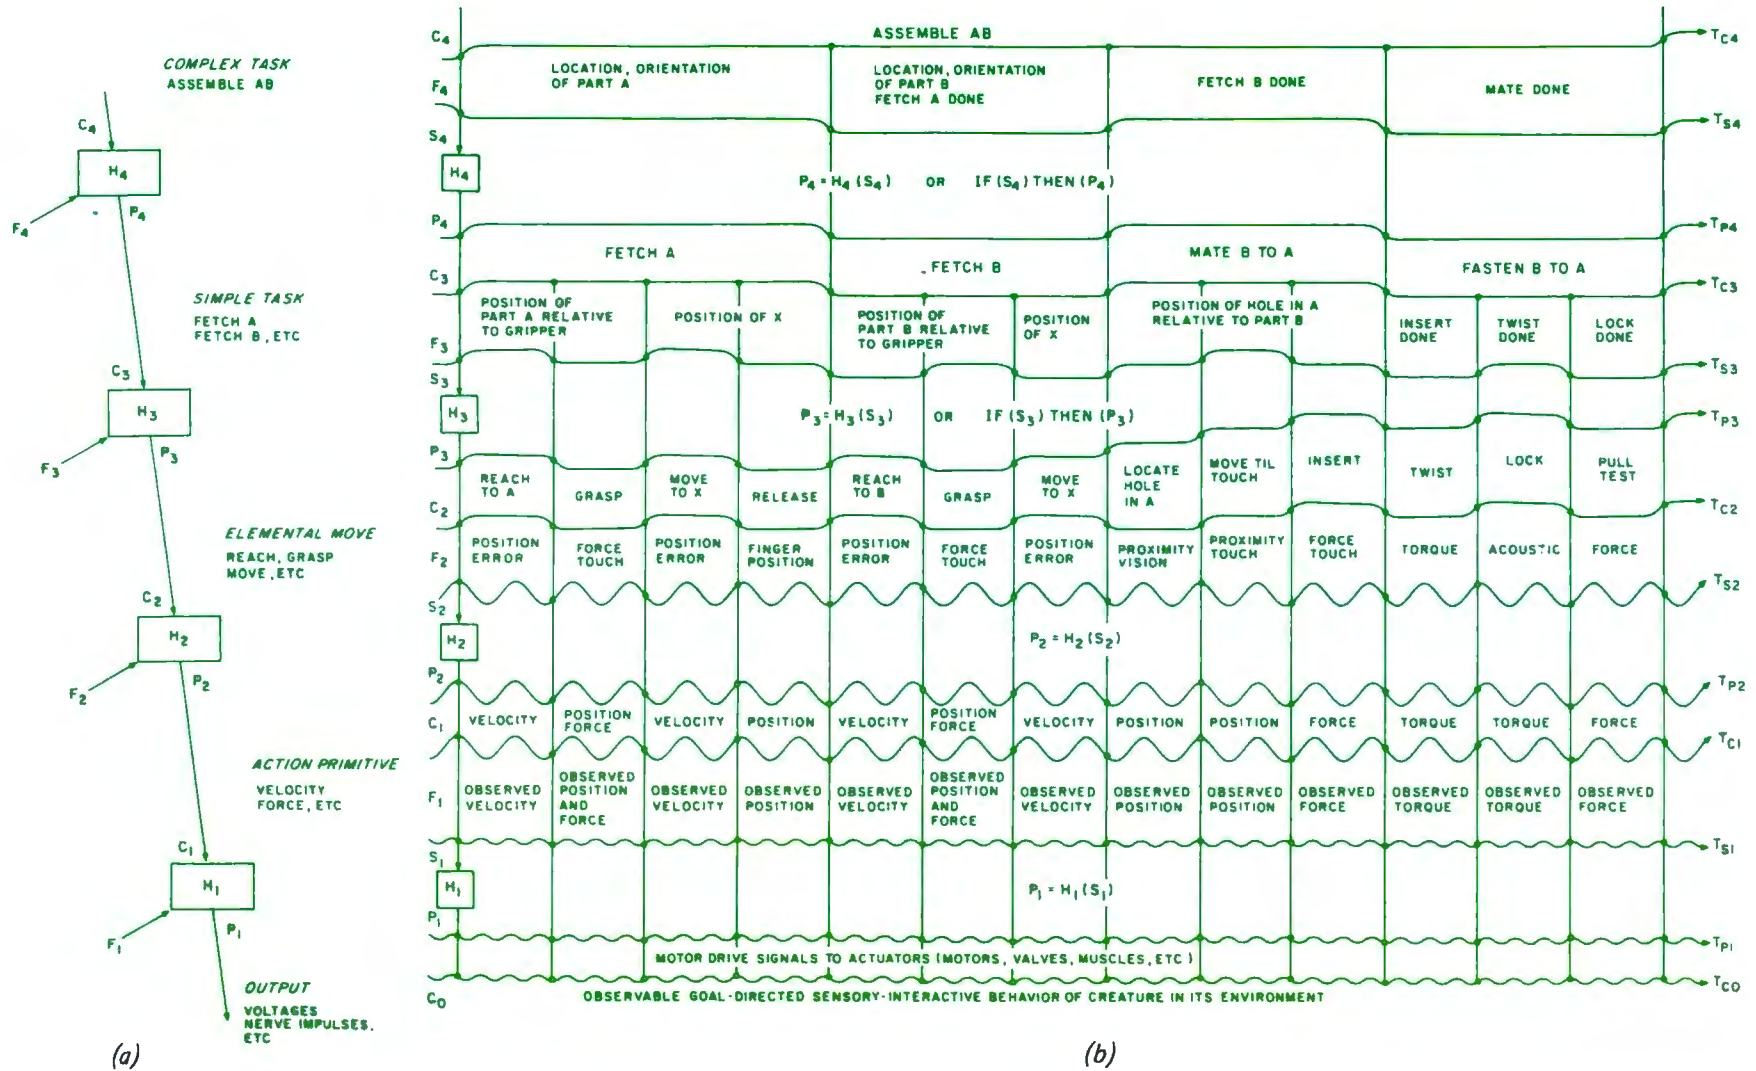 COMPLEX TASK
ASSEMBLE AB
C4
H4
P4
F4
SIMPLE TASK
FETCH A
FETCH B, ETC
C3
H3
P3
F3
ELEMENTAL MOVE
REACH, GRASP
MOVE, ETC
C2
H2
P2
F2
ACTION PRIMITIVE
VELOCITY
FORCE, ETC
C1
H1
P1
F1
OUTPUT
VOLTAGES
NERVE IMPULSES,
ETC
(a)
C4
ASSEMBLE AB
TC4
F4
LOCATION, ORIENTATION
OF PART A
LOCATION, ORIENTATION
OF PART B
FETCH A DONE
FETCH B DONE
MATE DONE
S4
TS4
H4
P4 = H4 (S4) OR IF (S4) THEN (P4)
P4
TP4
FETCH A
FETCH B
MATE B TO A
FASTEN B TO A
C3
TC3
F3
POSITION OF
PART A RELATIVE
TO GRIPPER
POSITION OF X
POSITION OF
PART B RELATIVE
TO GRIPPER
POSITION
OF X
POSITION OF HOLE IN A
RELATIVE TO PART B
INSERT
DONE
TWIST
DONE
LOCK
DONE
S3
TS3
H3
P3 = H3 (S3) OR IF (S3) THEN (P3)
P3
TP3
REACH
TO A
GRASP
MOVE
TO X
RELEASE
REACH
TO B
GRASP
MOVE
TO X
LOCATE
HOLE
IN A
MOVE TIL
TOUCH
INSERT
TWIST
LOCK
PULL
TEST
C2
TC2
F2
POSITION
ERROR
FORCE
TOUCH
POSITION
ERROR
FINGER
POSITION
POSITION
ERROR
FORCE
TOUCH
POSITION
ERROR
PROXIMITY
VISION
PROXIMITY
TOUCH
FORCE
TOUCH
TORQUE
ACOUSTIC
FORCE
S2
TS2
H2
P2 = H2 (S2)
P2
TP2
C1
VELOCITY
POSITION
FORCE
VELOCITY
POSITION
VELOCITY
POSITION
FORCE
VELOCITY
POSITION
POSITION
FORCE
TORQUE
TORQUE
FORCE
TC1
F1
OBSERVED
VELOCITY
OBSERVED
POSITION
AND
FORCE
OBSERVED
VELOCITY
OBSERVED
POSITION
OBSERVED
VELOCITY
OBSERVED
POSITION
AND
FORCE
OBSERVED
VELOCITY
OBSERVED
POSITION
OBSERVED
POSITION
OBSERVED
FORCE
OBSERVED
TORQUE
OBSERVED
TORQUE
OBSERVED
FORCE
S1
TS1
H1
P1 = H1 (S1)
P1
TP1
MOTOR DRIVE SIGNALS TO ACTUATORS (MOTORS, VALVES, MUSCLES, ETC)
C0
TC0
OBSERVABLE GOAL-DIRECTED SENSORY-INTERACTIVE BEHAVIOR OF CREATURE IN ITS ENVIRONMENT
(b)